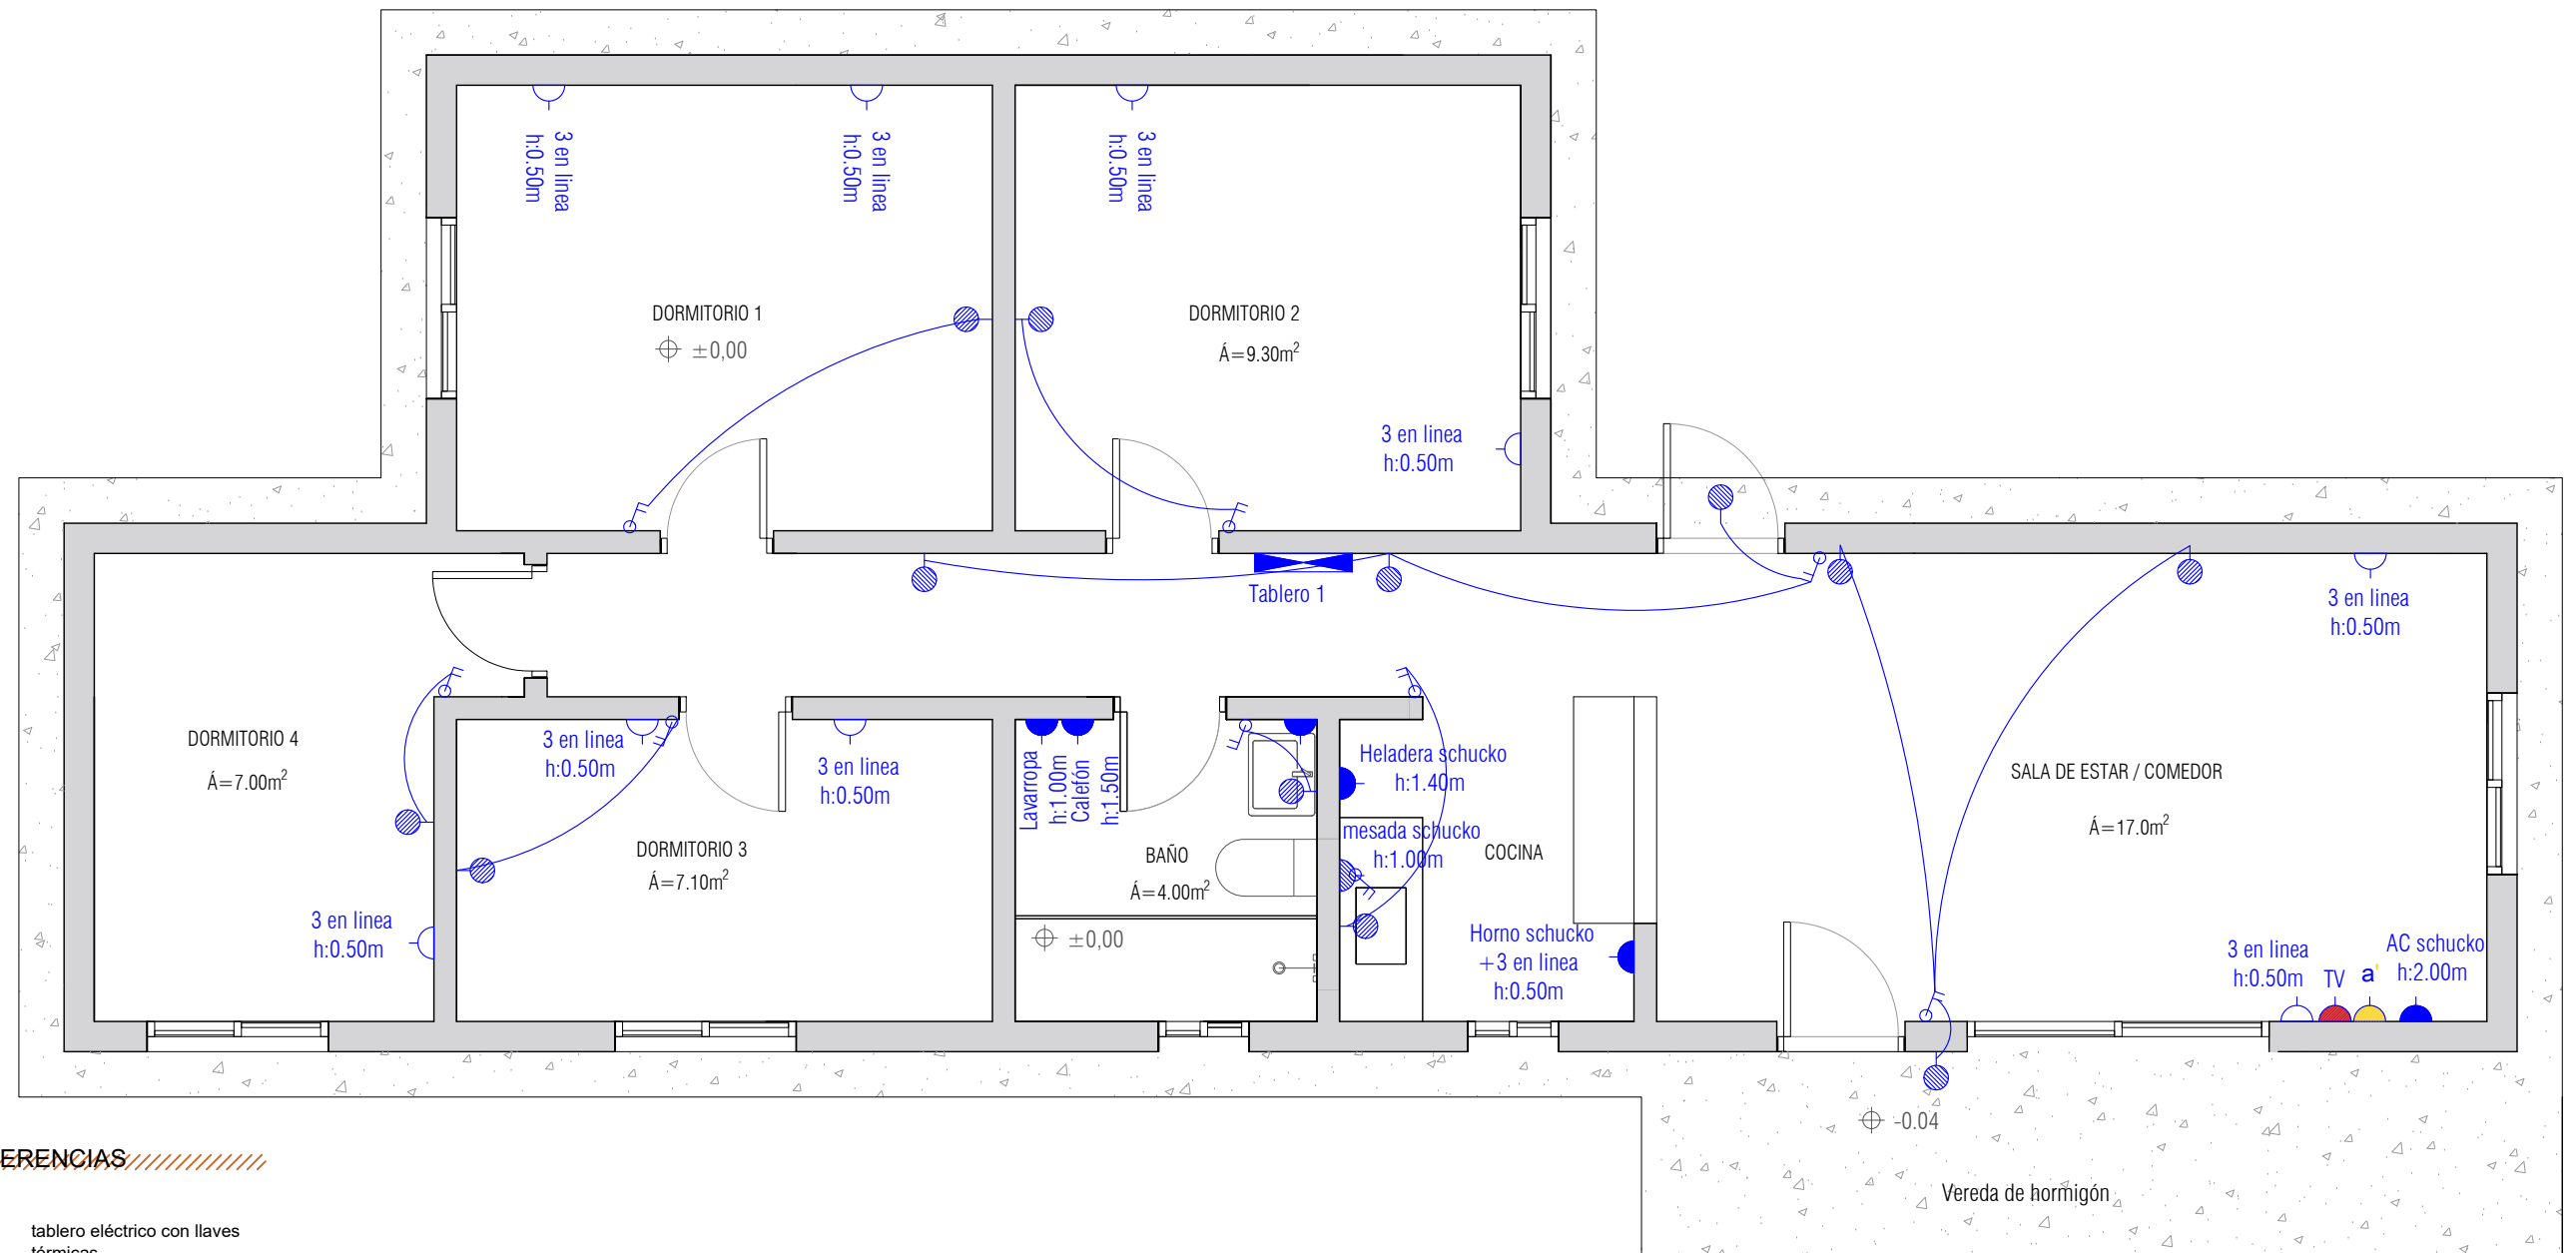 3 en linea
h:0.50m
3 en linea
h:0.50m
3 en linea
h:0.50m
DORMITORIO 1
±0,00
DORMITORIO 2
Á=9.30m²
3 en linea
h:0.50m
Tablero 1
3 en linea
h:0.50m
DORMITORIO 4
Á=7.00m²
3 en linea
h:0.50m
3 en linea
h:0.50m
DORMITORIO 3
Á=7.10m²
3 en linea
h:0.50m
Lavarropa
h:1.00m
Calefón
h:1.50m
BAÑO
Á=4.00m²
±0,00
Heladera schucko
h:1.40m
mesada schucko
h:1.00m
COCINA
Horno schucko
+3 en linea
h:0.50m
SALA DE ESTAR / COMEDOR
Á=17.0m²
3 en linea
h:0.50m
TV
a'
AC schucko
h:2.00m
-0.04
Vereda de hormigón
ERENCIAS
tablero eléctrico con llaves
térmicas